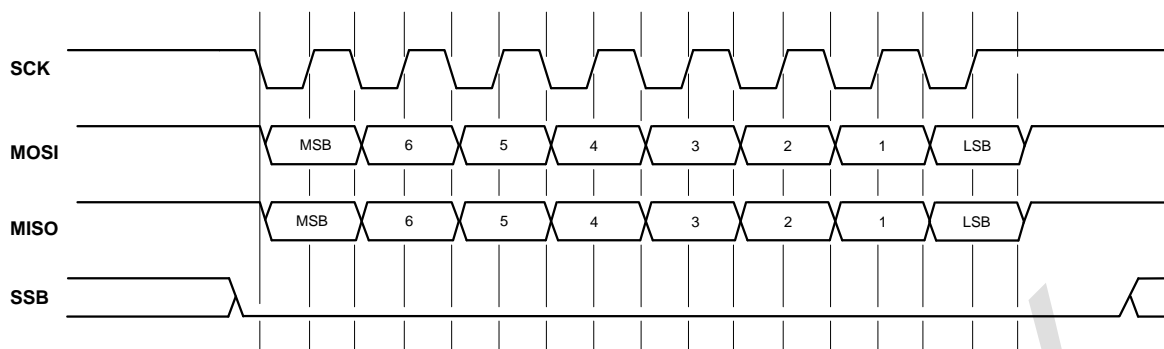 SCK
MOSI MSB 6 5 4 3 2 1 LSB
MISO MSB 6 5 4 3 2 1 LSB
SSB